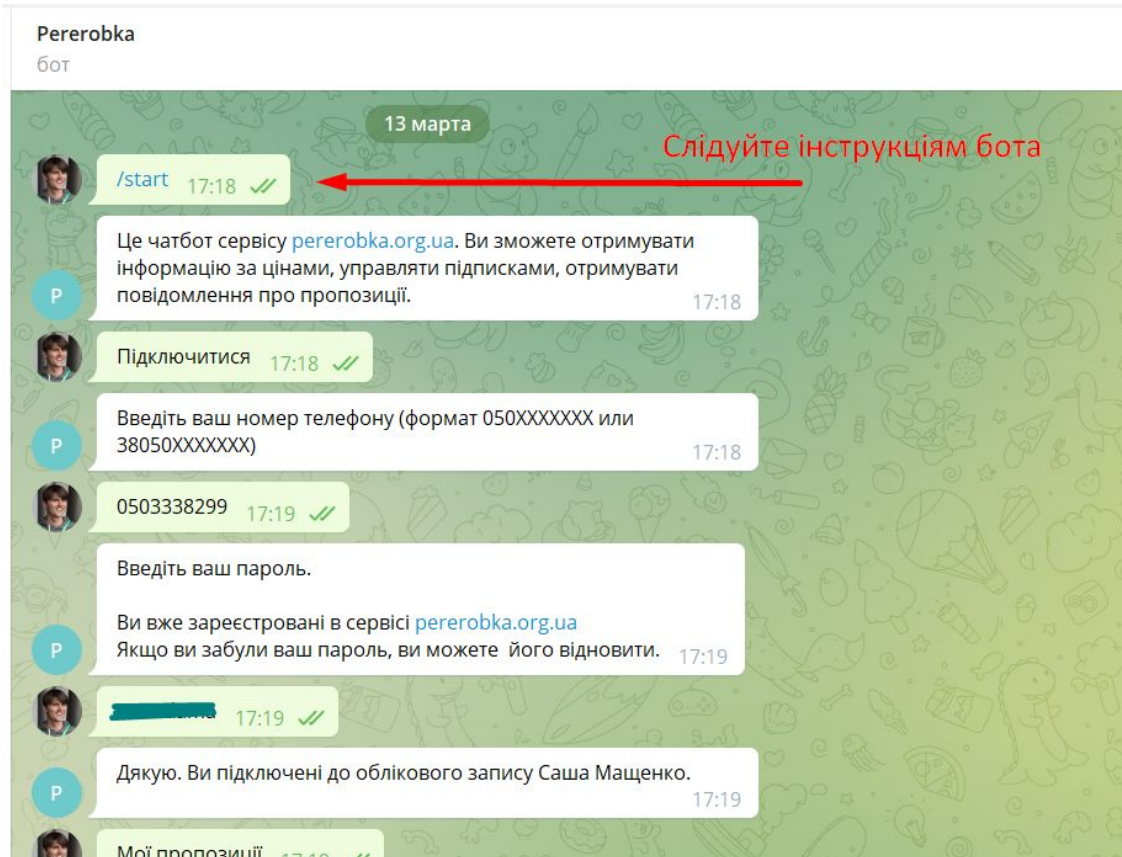 Pererobka
бот
13 марта
Слідуйте інструкціям бота
/start 17:18
Це чатбот сервісу pererobka.org.ua. Ви зможете отримувати
інформацію за цінами, управляти підписками, отримувати
повідомлення про пропозиції. 17:18
P
Підключитися 17:18
Введіть ваш номер телефону (формат 050XXXXXXX или
38050XXXXXXX) 17:18
P
0503338299 17:19
Введіть ваш пароль.
Ви вже зареєстровані в сервісі pererobka.org.ua
Якщо ви забули ваш пароль, ви можете його відновити. 17:19
P
17:19
Дякую. Ви підключені до облікового запису Саша Мащенко.
17:19
P
Мої пропозиції